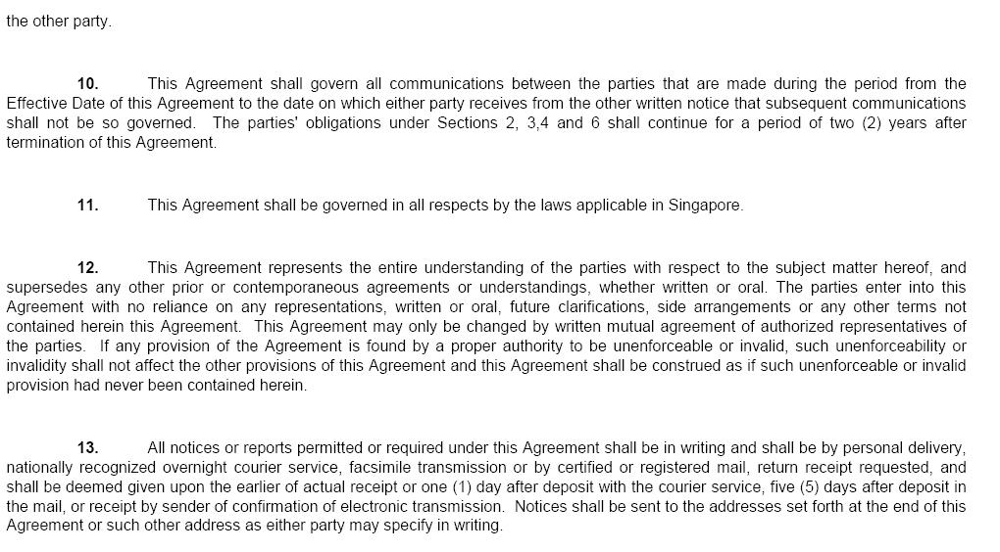 the other party.
10. This Agreement shall govern all communications between the parties that are made during the period from the
Effective Date of this Agreement to the date on which either party receives from the other written notice that subsequent communications
shall not be so governed.  The parties' obligations under Sections 2, 3,4 and 6 shall continue for a period of two (2) years after
termination of this Agreement.
11. This Agreement shall be governed in all respects by the laws applicable in Singapore.
12. This Agreement represents the entire understanding of the parties with respect to the subject matter hereof, and
supersedes any other prior or contemporaneous agreements or understandings, whether written or oral. The parties enter into this
Agreement with no reliance on any representations, written or oral, future clarifications, side arrangements or any other terms not
contained herein this Agreement.  This Agreement may only be changed by written mutual agreement of authorized representatives of
the parties.  If any provision of the Agreement is found by a proper authority to be unenforceable or invalid, such unenforceability or
invalidity shall not affect the other provisions of this Agreement and this Agreement shall be construed as if such unenforceable or invalid
provision had never been contained herein.
13. All notices or reports permitted or required under this Agreement shall be in writing and shall be by personal delivery,
nationally recognized overnight courier service, facsimile transmission or by certified or registered mail, return receipt requested, and
shall be deemed given upon the earlier of actual receipt or one (1) day after deposit with the courier service, five (5) days after deposit in
the mail, or receipt by sender of confirmation of electronic transmission.  Notices shall be sent to the addresses set forth at the end of this
Agreement or such other address as either party may specify in writing.